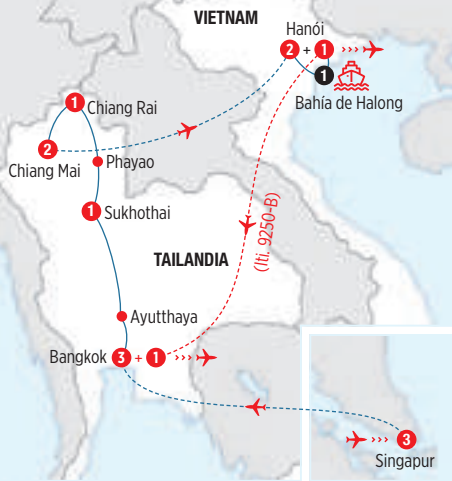 VIETNAM
Hanói
2 + 1
1
Bahía de Halong
1 Chiang Rai
2
Chiang Mai
Phayao
1 Sukhothai
(Iti. 9250-B)
TAILANDIA
Ayutthaya
Bangkok 3 + 1
3
Singapur